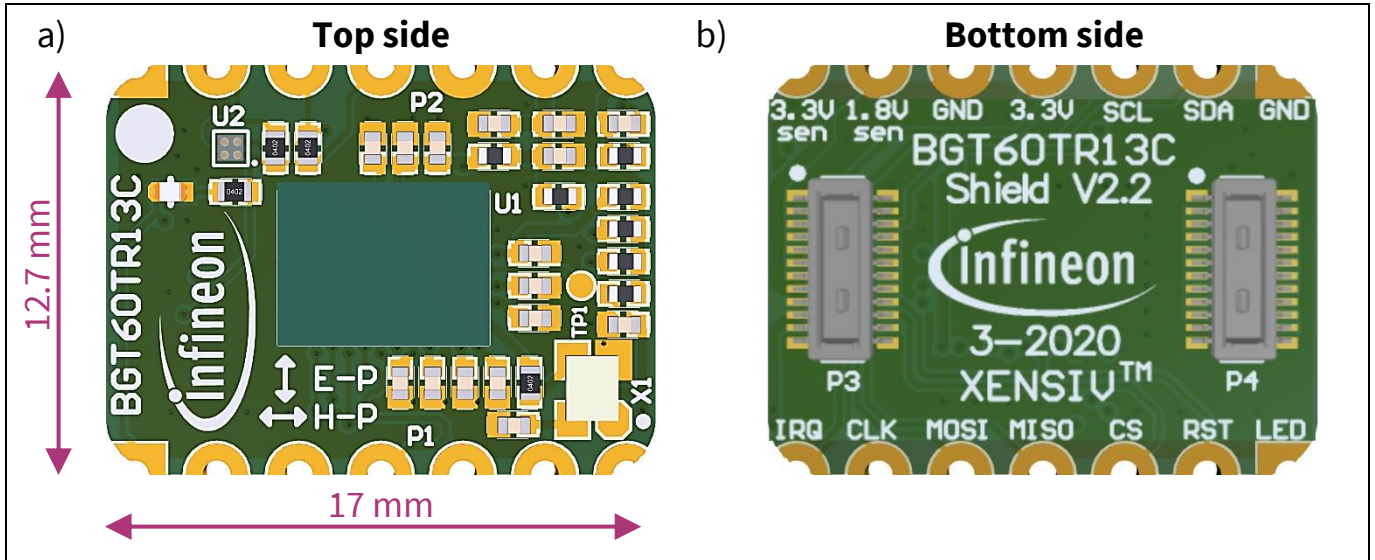 a)
Top side
b)
Bottom side
12.7 mm
17 mm
P2
U2
0402
0402
0402
BGT60TR13C
infineon
U1
TP1
E-P
H-P
0402
X1
P1
3.3V 1.8V GND 3.3V SCL SDA GND
sen sen
BGT60TR13C
Shield V2.2
infineon
3-2020
XENSIV™
P3
P4
IRQ CLK MOSI MISO CS RST LED